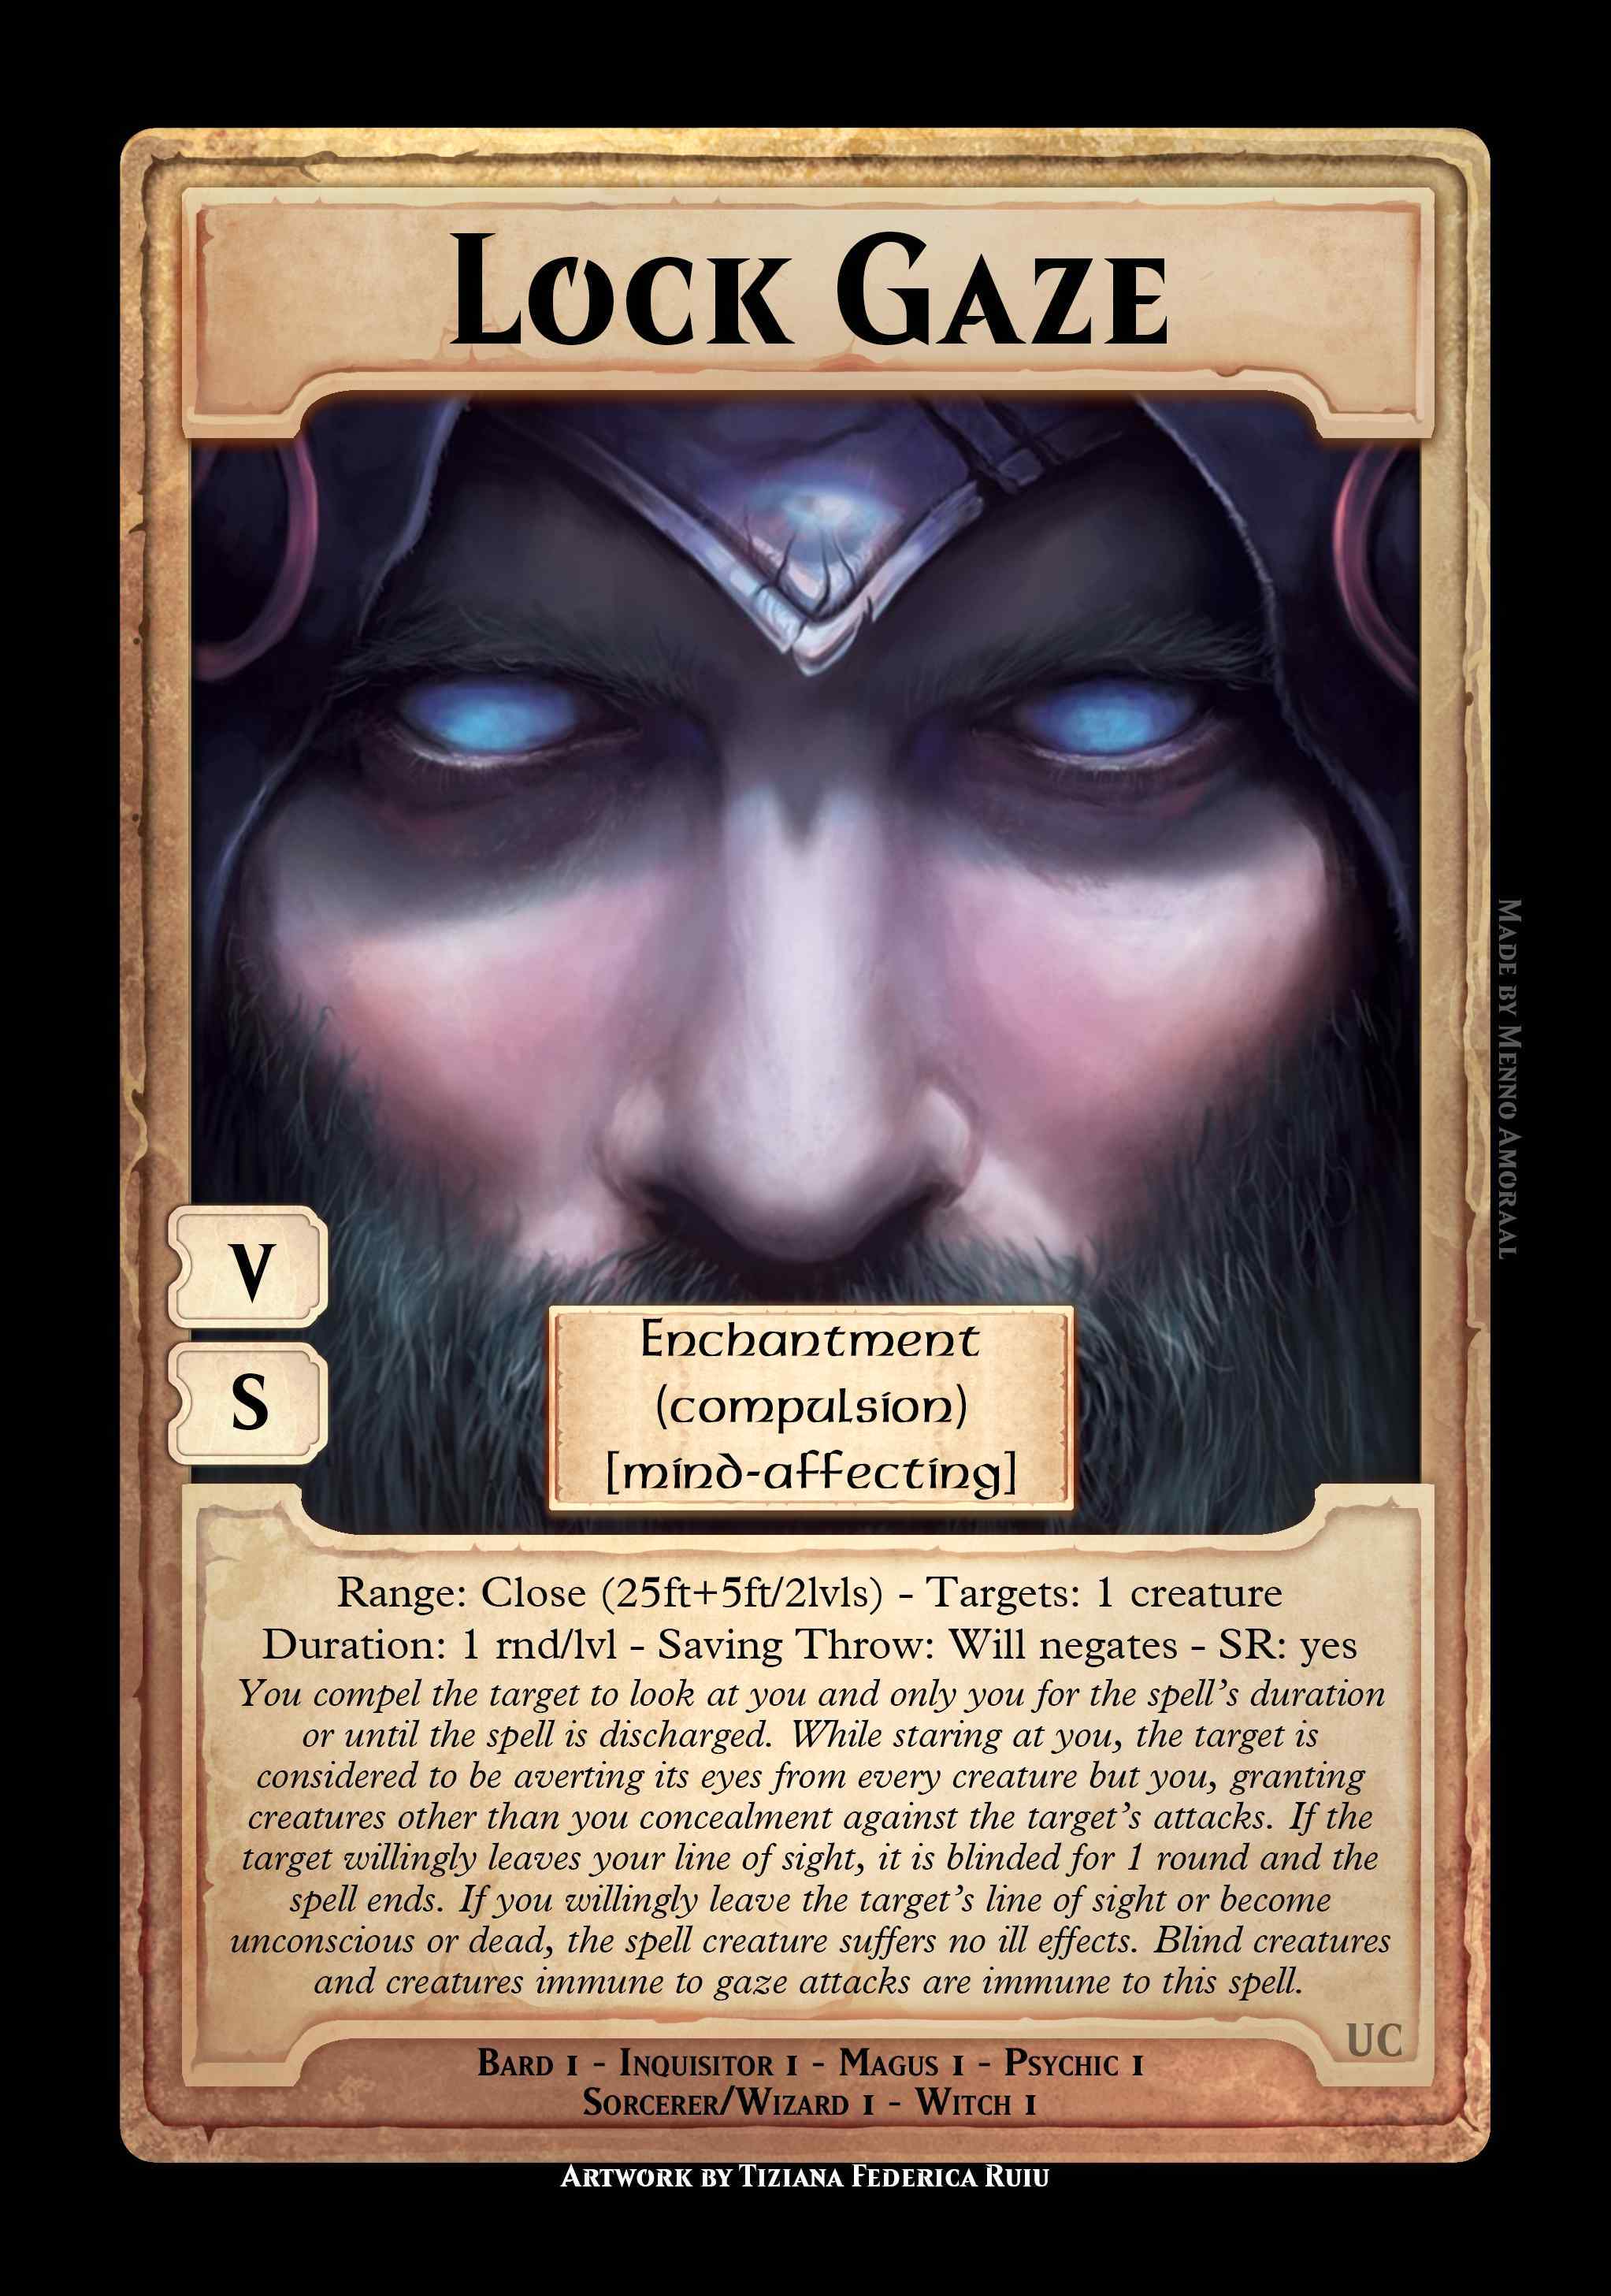 Lock Gaze
Made by Menno Amoraal
V
S
Enchantment
(compulsion)
[mind-affecting]
Range: Close (25ft+5ft/2lvls) - Targets: 1 creature
Duration: 1 rnd/lvl - Saving Throw: Will negates - SR: yes
You compel the target to look at you and only you for the spell's duration
or until the spell is discharged. While staring at you, the target is
considered to be averting its eyes from every creature but you, granting
creatures other than you concealment against the target's attacks. If the
target willingly leaves your line of sight, it is blinded for 1 round and the
spell ends. If you willingly leave the target's line of sight or become
unconscious or dead, the spell creature suffers no ill effects. Blind creatures
and creatures immune to gaze attacks are immune to this spell.
UC
Bard 1 - Inquisitor 1 - Magus 1 - Psychic 1
Sorcerer/Wizard 1 - Witch 1
Artwork by Tiziana Federica Ruiu